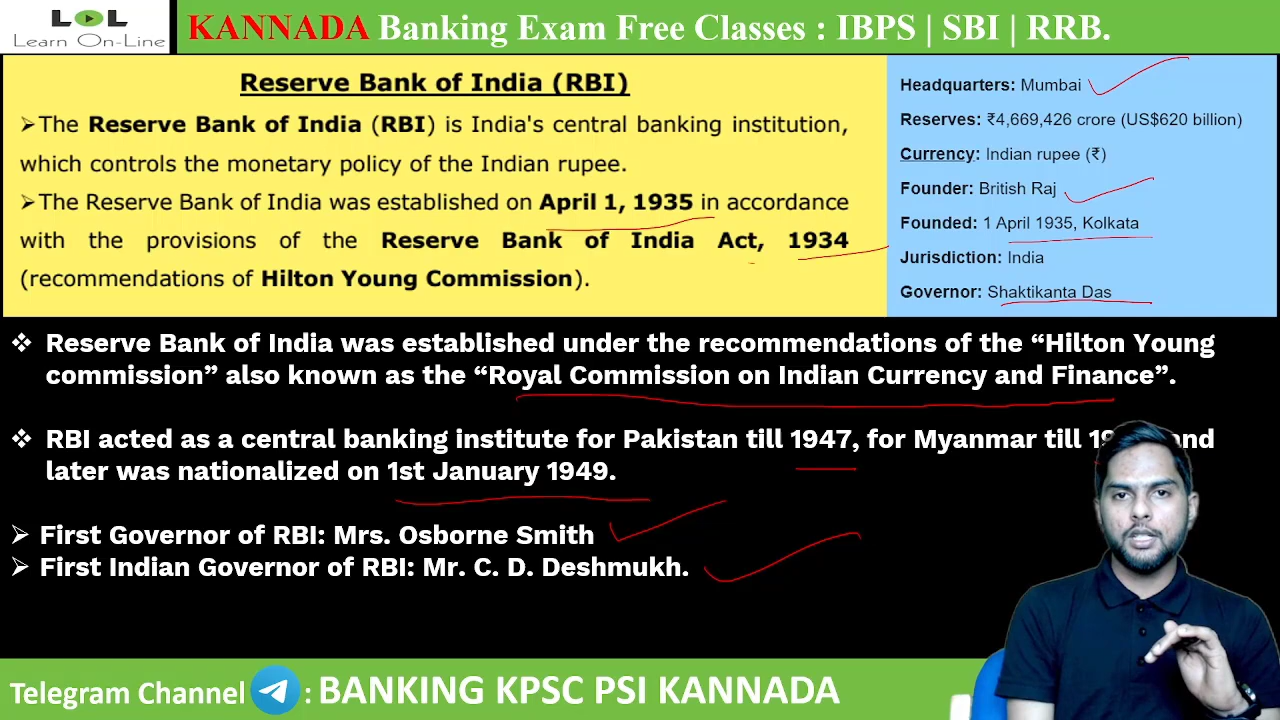 LOL
Learn On-Line
KANNADA Banking Exam Free Classes : IBPS | SBI | RRB.
Reserve Bank of India (RBI)
➢The Reserve Bank of India (RBI) is India's central banking institution,
which controls the monetary policy of the Indian rupee.
➢The Reserve Bank of India was established on April 1, 1935 in accordance
with the provisions of the Reserve Bank of India Act, 1934
(recommendations of Hilton Young Commission).
Headquarters: Mumbai
Reserves: ₹4,669,426 crore (US$620 billion)
Currency: Indian rupee (₹)
Founder: British Raj
Founded: 1 April 1935, Kolkata
Jurisdiction: India
Governor: Shaktikanta Das
❖ Reserve Bank of India was established under the recommendations of the “Hilton Young
commission” also known as the “Royal Commission on Indian Currency and Finance”.
❖ RBI acted as a central banking institute for Pakistan till 1947, for Myanmar till and
later was nationalized on 1st January 1949.
➢ First Governor of RBI: Mrs. Osborne Smith
➢ First Indian Governor of RBI: Mr. C. D. Deshmukh.
Telegram Channel : BANKING KPSC PSI KANNADA